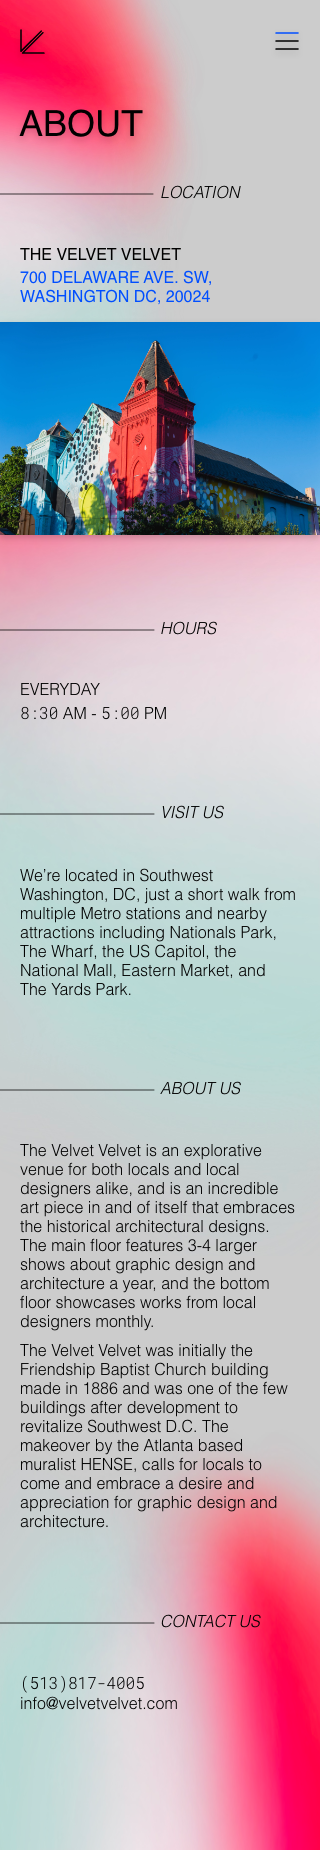 ABOUT
LOCATION
THE VELVET VELVET
700 DELAWARE AVE. SW,
WASHINGTON DC, 20024
HOURS
EVERYDAY
8:30 AM - 5:00 PM
VISIT US
We’re located in Southwest
Washington, DC, just a short walk from
multiple Metro stations and nearby
attractions including Nationals Park,
The Wharf, the US Capitol, the
National Mall, Eastern Market, and
The Yards Park.
ABOUT US
The Velvet Velvet is an explorative
venue for both locals and local
designers alike, and is an incredible
art piece in and of itself that embraces
the historical architectural designs.
The main floor features 3-4 larger
shows about graphic design and
architecture a year, and the bottom
floor showcases works from local
designers monthly.
The Velvet Velvet was initially the
Friendship Baptist Church building
made in 1886 and was one of the few
buildings after development to
revitalize Southwest D.C. The
makeover by the Atlanta based
muralist HENSE, calls for locals to
come and embrace a desire and
appreciation for graphic design and
architecture.
CONTACT US
(513)817-4005
info@velvetvelvet.com